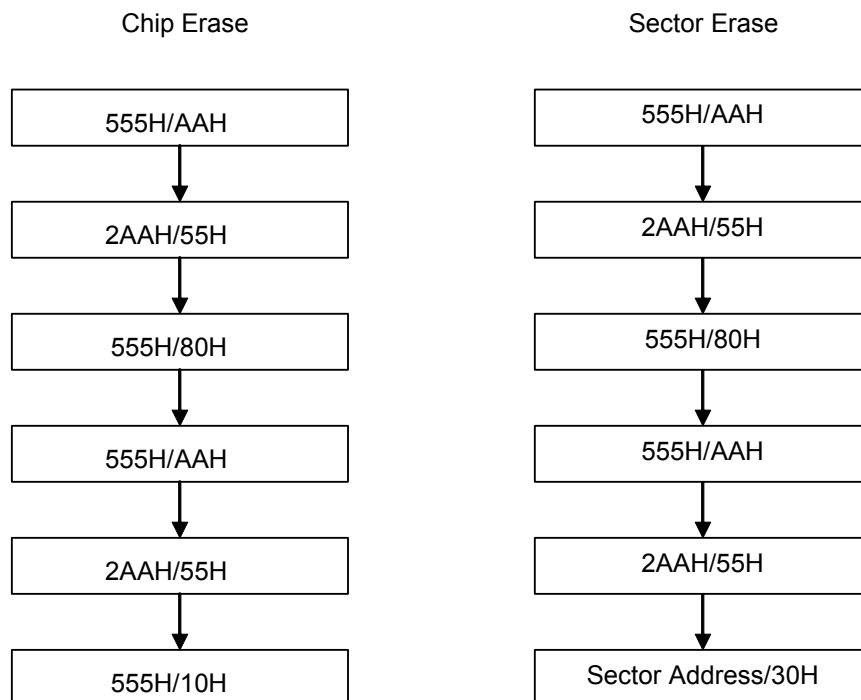 Chip Erase
555H/AAH
2AAH/55H
555H/80H
555H/AAH
2AAH/55H
555H/10H
Sector Erase
555H/AAH
2AAH/55H
555H/80H
555H/AAH
2AAH/55H
Sector Address/30H